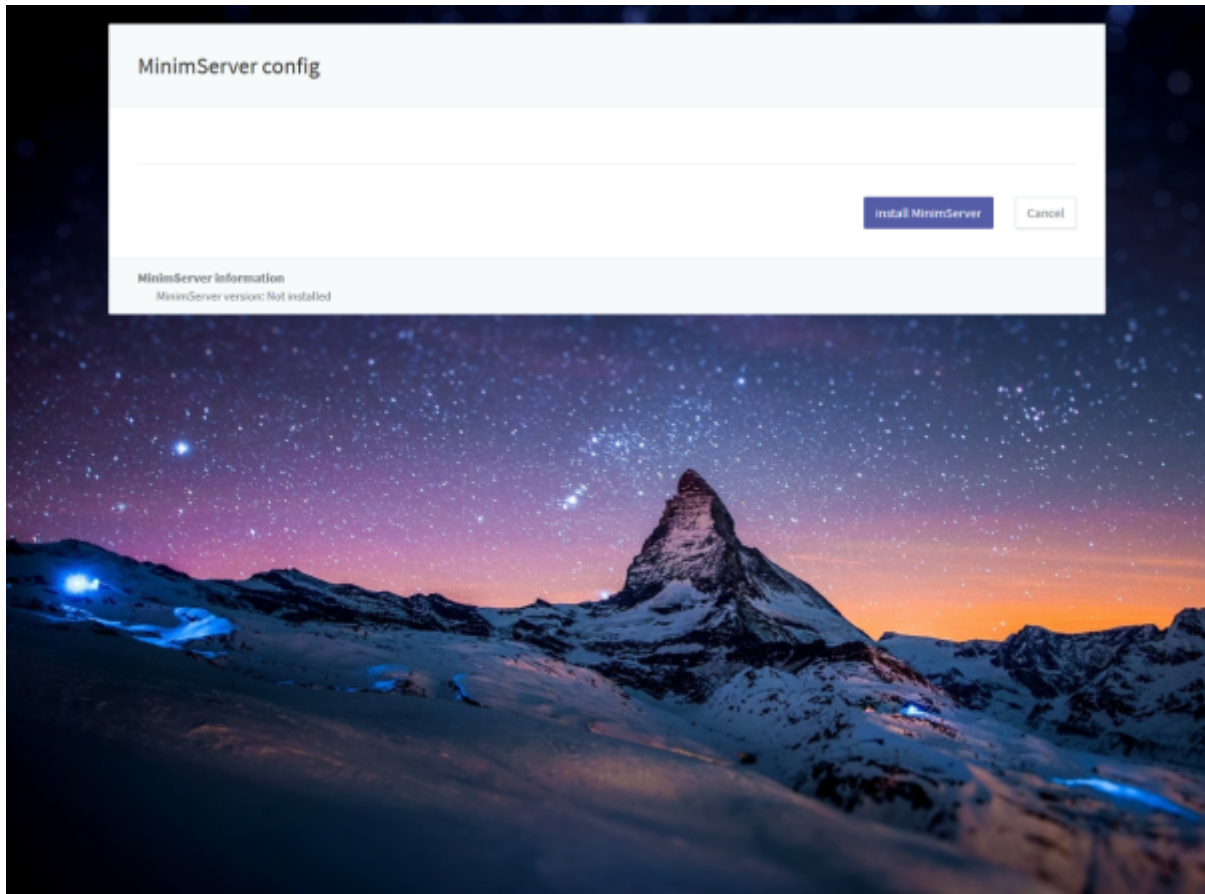 MinimServer config
Install MinimServer
Cancel
MinimServer information
MinimServer version: Not installed